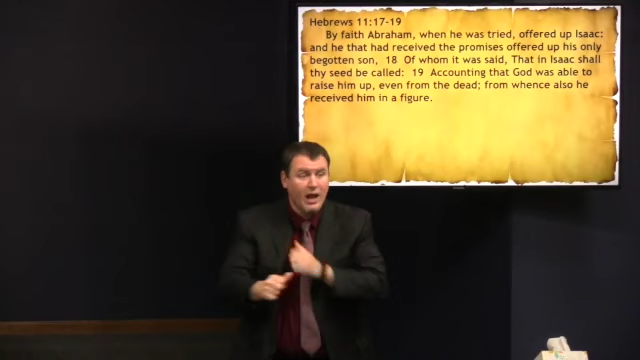 Hebrews 11:17-19
By faith Abraham, when he was tried, offered up Isaac:
and he that had received the promises offered up his only
begotten son, 18 Of whom it was said, That in Isaac shall
thy seed be called: 19 Accounting that God was able to
raise him up, even from the dead; from whence also he
received him in a figure.